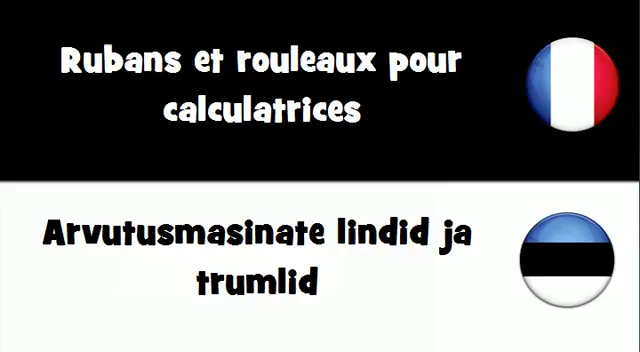 Rubans et rouleaux pour
calculatrices
Arvutusmasinate lindid ja
trumlid